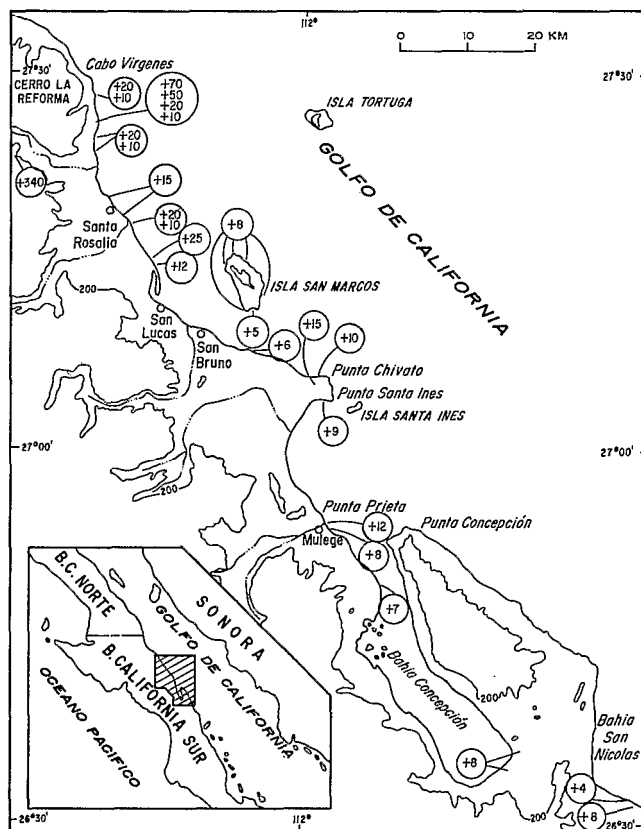 112°
0 10 20 KM
27°30'
27°30'
Cabo Virgenes
CERRO LA
REFORMA
+20
+10
+70
+50
+20
+10
+20
+10
+340
ISLA TORTUGA
GOLFO DE CALIFORNIA
+15
Santa
Rosalia
+20
+10
+8
+25
+12
ISLA SAN MARCOS
200
San
Lucas
San
Bruno
+5
+6
+15
+10
Punta Chivato
Punta Santa Ines
ISLA SANTA INES
+9
27°00'
27°00'
200
Punta Prieta
+12
Punta Concepción
Mulege
+8
+7
200
Bahia Concepción
Bahia
San
Nicolas
+8
+4
+8
200
26°30'
112°
26°30'
B.C. NORTE
SONORA
GOLFO DE CALIFORNIA
B. CALIFORNIA SUR
OCEANO PACIFICO